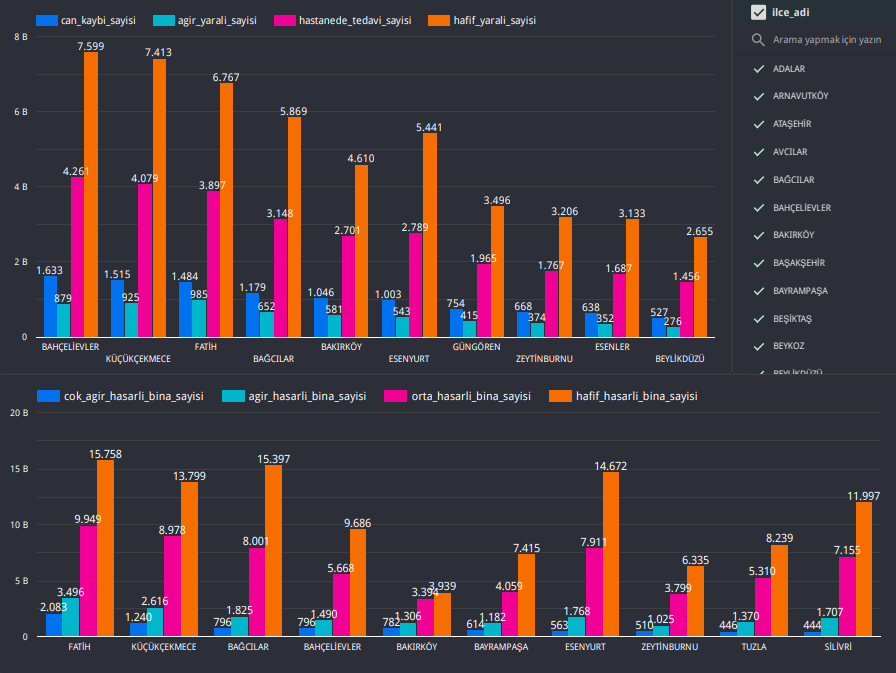 can_kaybi_sayisi agir_yarali_sayisi hastanede_tedavi_sayisi hafif_yarali_sayisi
8 B
6 B
4 B
2 B
0
1.633 879 4.261 7.599
1.515 925 4.079 7.413
1.484 985 3.897 6.767
1.179 652 3.148 5.869
1.046 581 2.701 4.610
1.003 543 2.789 5.441
754 415 1.965 3.496
668 374 1.767 3.206
638 352 1.687 3.133
527 276 1.456 2.655
BAHÇELİEVLER
KÜÇÜKÇEKMECE
FATİH
BAĞCILAR
BAKIRKÖY
ESENYURT
GÜNGÖREN
ZEYTİNBURNU
ESENLER
BEYLİKDÜZÜ
ilce_adi
Arama yapmak için yazın
ADALAR
ARNAVUTKÖY
ATAŞEHİR
AVCILAR
BAĞCILAR
BAHÇELİEVLER
BAKIRKÖY
BAŞAKŞEHİR
BAYRAMPAŞA
BEŞİKTAŞ
BEYKOZ
BEYLİKDÜZÜ
cok_agir_hasarli_bina_sayisi agir_hasarli_bina_sayisi orta_hasarli_bina_sayisi hafif_hasarli_bina_sayisi
20 B
15 B
10 B
5 B
0
2.083 3.496 9.949 15.758
1.240 2.616 8.978 13.799
796 1.825 8.001 15.397
796 1.490 5.668 9.686
782 1.306 3.394 3.939
614 1.182 4.059 7.415
563 1.768 7.911 14.672
510 1.025 3.799 6.335
446 1.370 5.310 8.239
444 1.707 7.155 11.997
FATİH
KÜÇÜKÇEKMECE
BAĞCILAR
BAHÇELİEVLER
BAKIRKÖY
BAYRAMPAŞA
ESENYURT
ZEYTİNBURNU
TUZLA
SİLİVRİ